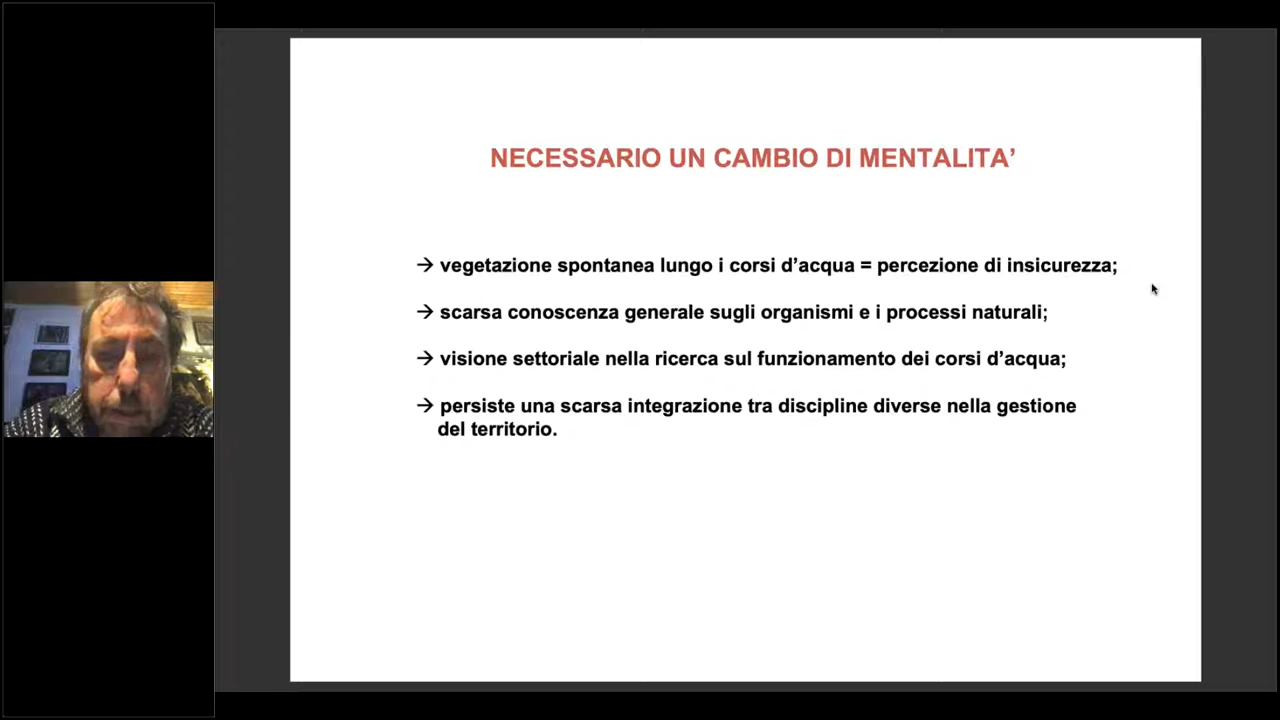 NECESSARIO UN CAMBIO DI MENTALITA’
→ vegetazione spontanea lungo i corsi d’acqua = percezione di insicurezza;
→ scarsa conoscenza generale sugli organismi e i processi naturali;
→ visione settoriale nella ricerca sul funzionamento dei corsi d’acqua;
→ persiste una scarsa integrazione tra discipline diverse nella gestione
del territorio.